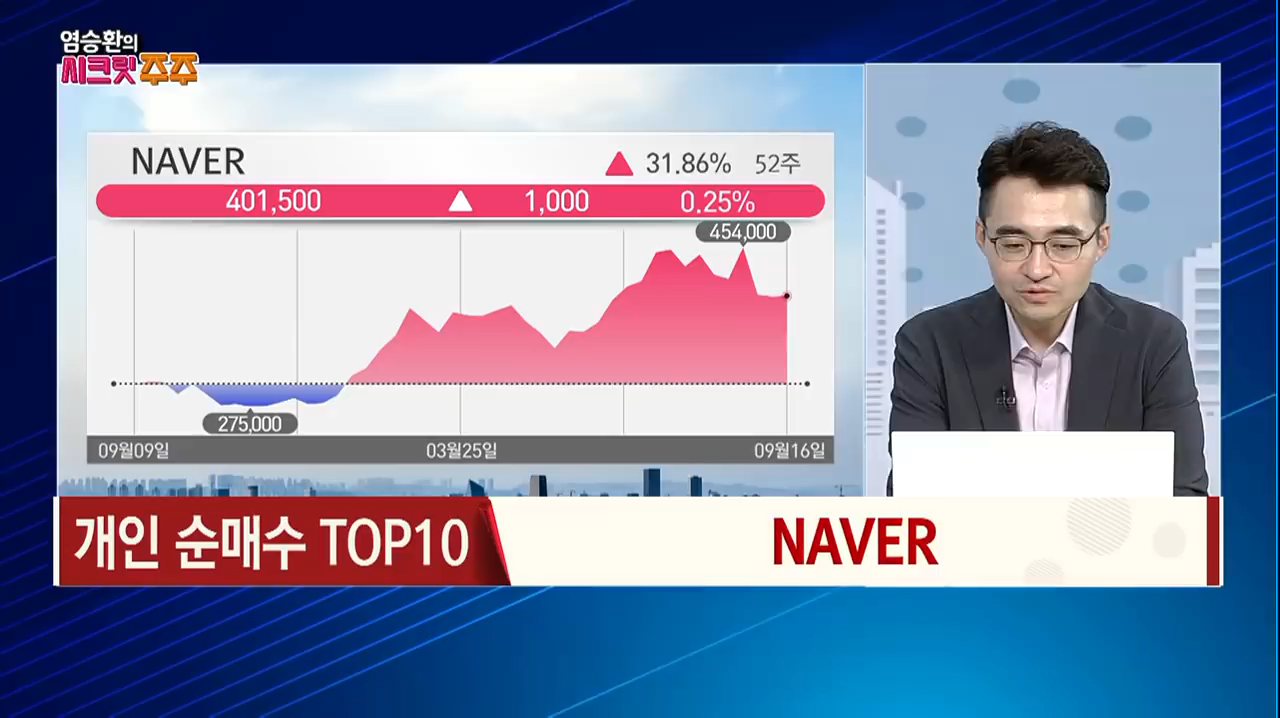 염승환의
시크릿 주주
NAVER
▲ 31.86% 52주
401,500 ▲ 1,000 0.25%
454,000
275,000
09월09일 03월25일 09월16일
개인 순매수 TOP10
NAVER